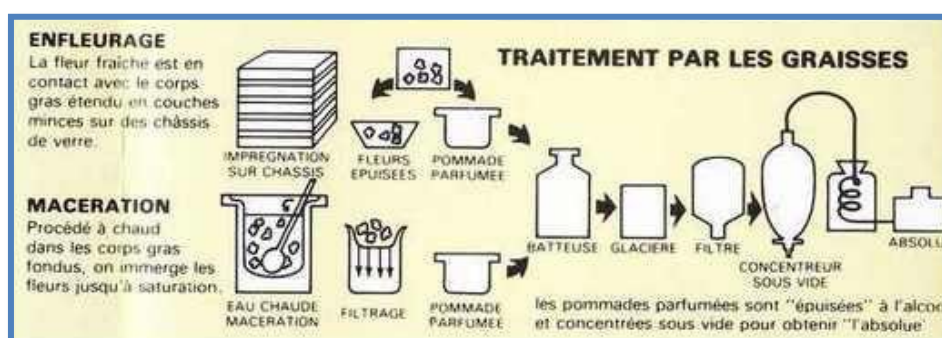 ENFLEURAGE
La fleur fraîche est en
contact avec le corps
gras étendu en couches
minces sur des châssis
de verre.
TRAITEMENT PAR LES GRAISSES
IMPREGNATION
SUR CHASSIS
FLEURS
EPUISEES
POMMADE
PARFUMEE
MACERATION
Procédé à chaud
dans les corps gras
fondus, on immerge les
fleurs jusqu'à saturation.
EAU CHAUDE
MACERATION
FILTRAGE
POMMADE
PARFUMEE
BATTEUSE
GLACIERE
FILTRE
CONCENTREUR
SOUS VIDE
ABSOLU
les pommades parfumées sont "épuisées" à l'alcoo
et concentrées sous vide pour obtenir "l'absolue"